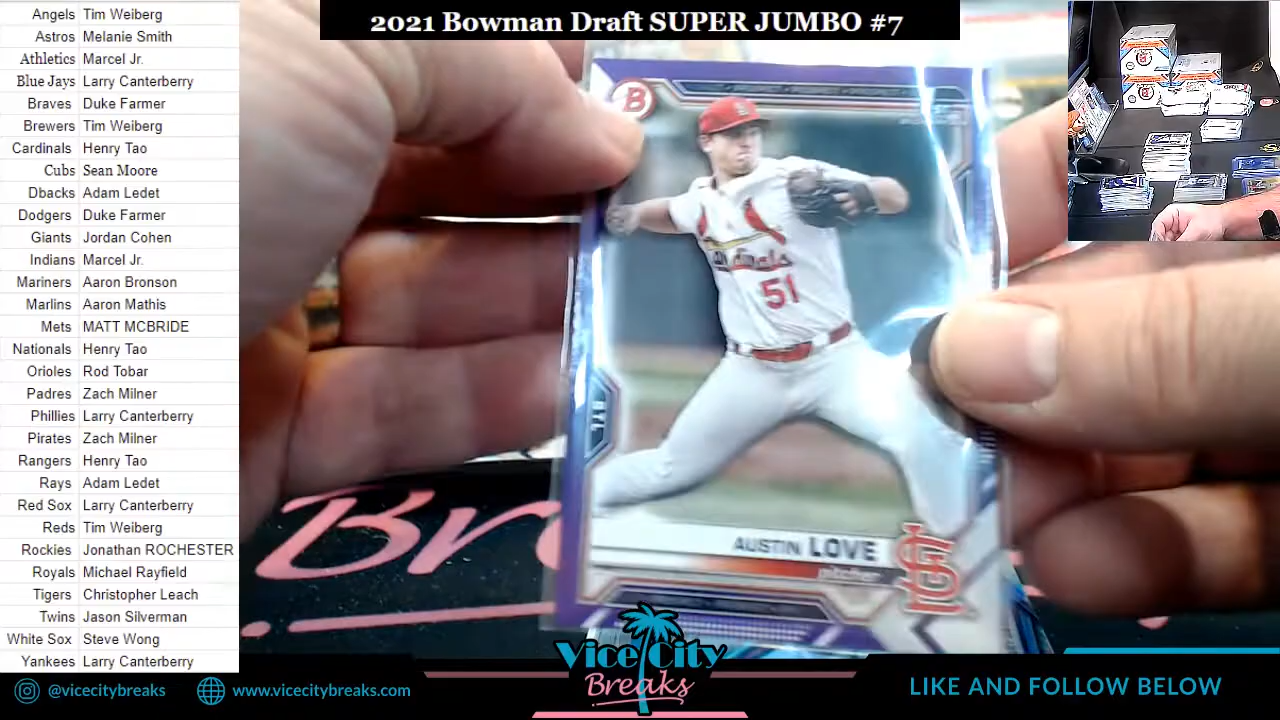 2021 Bowman Draft SUPER JUMBO #7
Angels Tim Weiberg
Astros Melanie Smith
Athletics Marcel Jr.
Blue Jays Larry Canterberry
Braves Duke Farmer
Brewers Tim Weiberg
Cardinals Henry Tao
Cubs Sean Moore
Dbacks Adam Ledet
Dodgers Duke Farmer
Giants Jordan Cohen
Indians Marcel Jr.
Mariners Aaron Bronson
Marlins Aaron Mathis
Mets MATT MCBRIDE
Nationals Henry Tao
Orioles Rod Tobar
Padres Zach Milner
Phillies Larry Canterberry
Pirates Zach Milner
Rangers Henry Tao
Rays Adam Ledet
Red Sox Larry Canterberry
Reds Tim Weiberg
Rockies Jonathan ROCHESTER
Royals Michael Rayfield
Tigers Christopher Leach
Twins Jason Silverman
White Sox Steve Wong
Yankees Larry Canterberry
B
Cardinals
51
STL
AUSTIN LOVE
pitcher
STL
Br
Vice City
Breaks
@vicecitybreaks
www.vicecitybreaks.com
LIKE AND FOLLOW BELOW